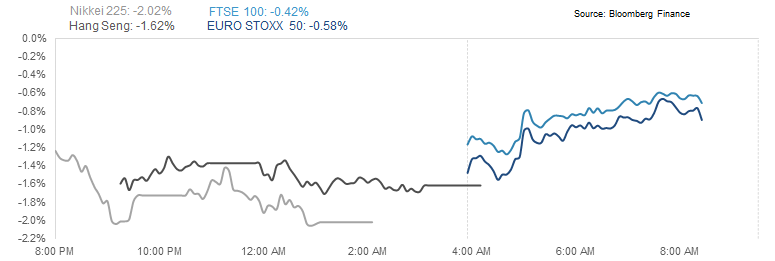 Nikkei 225: -2.02%
FTSE 100: -0.42%
Source: Bloomberg Finance
Hang Seng: -1.62%
EURO STOXX 50: -0.58%
0.0%
-0.2%
-0.4%
-0.6%
-0.8%
-1.0%
-1.2%
-1.4%
-1.6%
-1.8%
-2.0%
-2.2%
8:00 PM
10:00 PM
12:00 AM
2:00 AM
4:00 AM
6:00 AM
8:00 AM